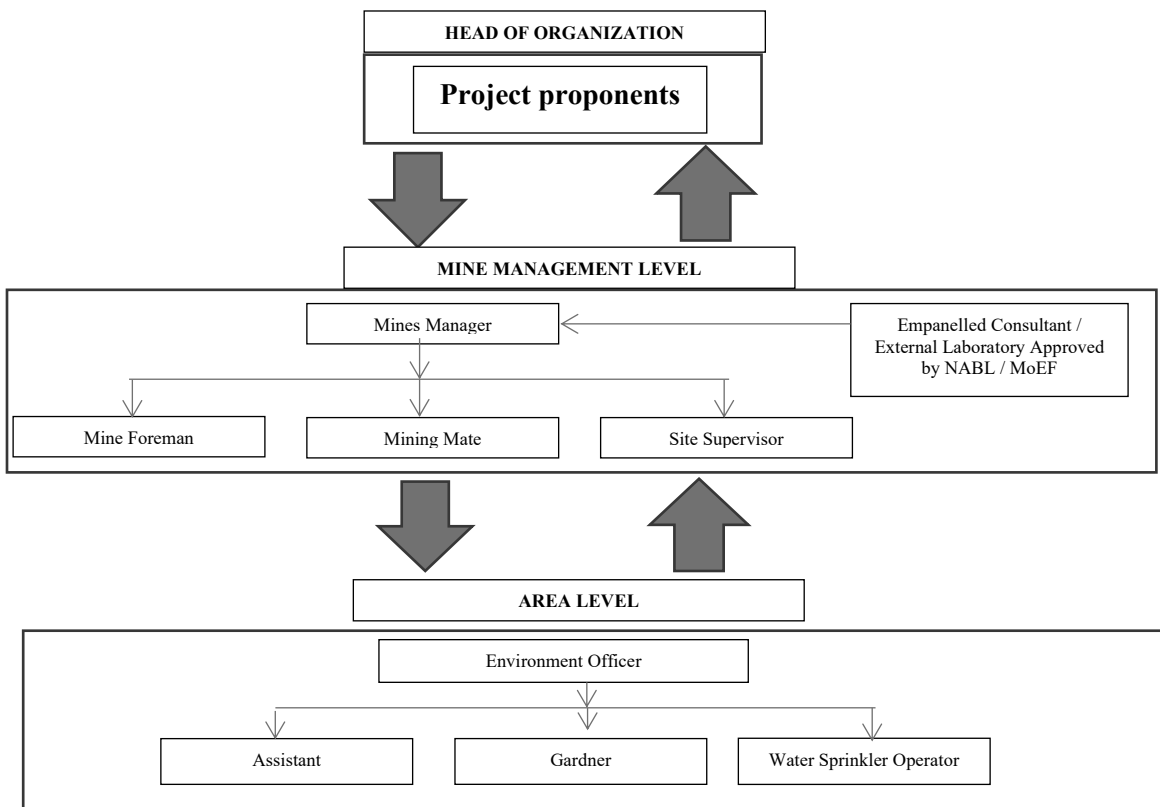 HEAD OF ORGANIZATION
Project proponents
MINE MANAGEMENT LEVEL
Mines Manager
Empanelled Consultant /
External Laboratory Approved
by NABL / MoEF
Mine Foreman
Mining Mate
Site Supervisor
AREA LEVEL
Environment Officer
Assistant
Gardner
Water Sprinkler Operator